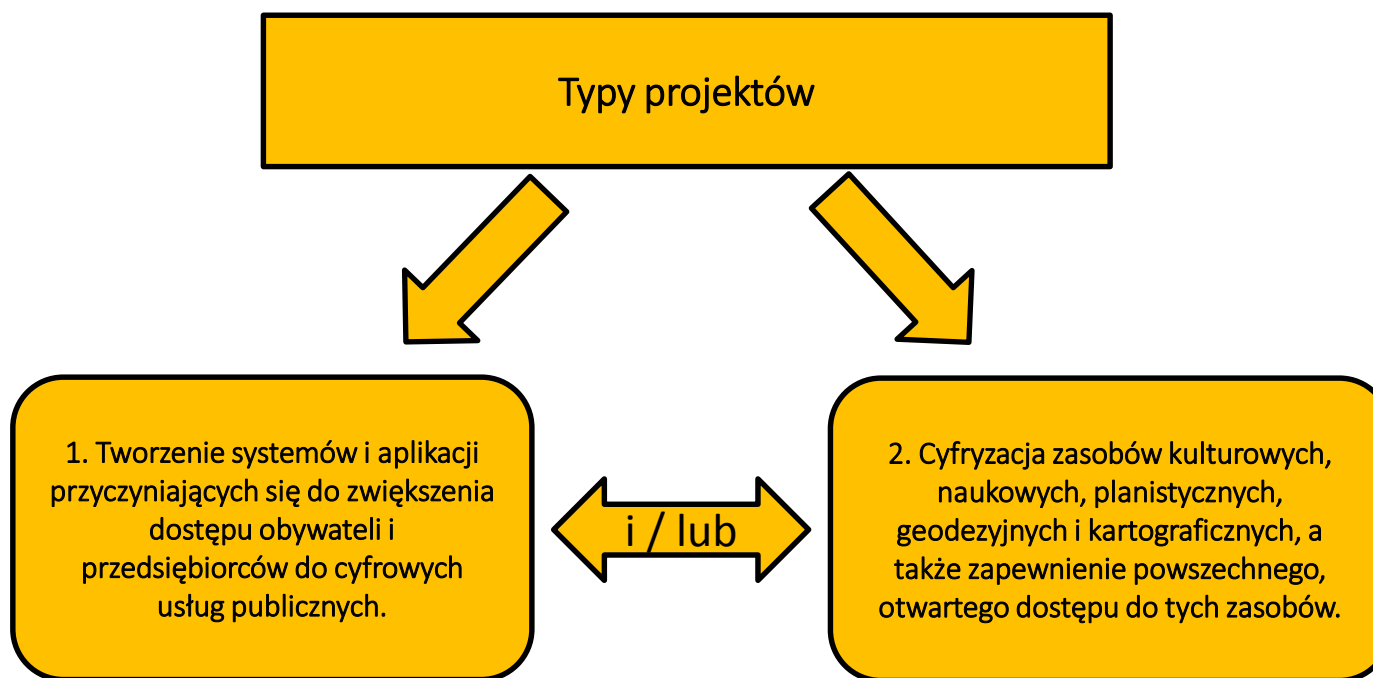 Typy projektów
1. Tworzenie systemów i aplikacji
przyczyniających się do zwiększenia
dostępu obywateli i
przedsiębiorców do cyfrowych
usług publicznych.
i / lub
2. Cyfryzacja zasobów kulturowych,
naukowych, planistycznych,
geodezyjnych i kartograficznych, a
także zapewnienie powszechnego,
otwartego dostępu do tych zasobów.